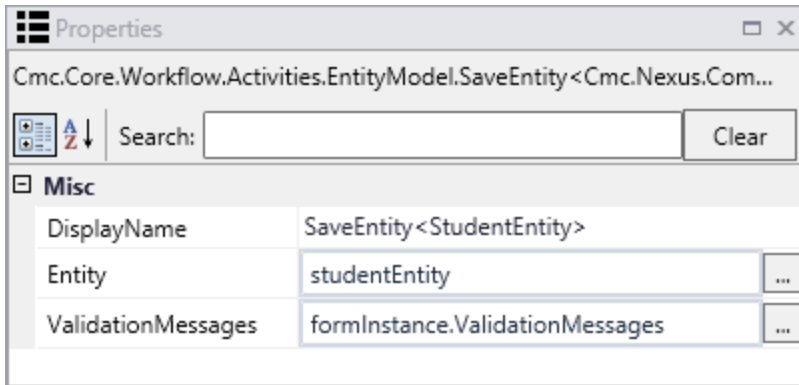 Properties
Cmc.Core.Workflow.Activities.EntityModel.SaveEntity<Cmc.Nexus.Com...
Search: Clear
Misc
DisplayName SaveEntity<StudentEntity>
Entity studentEntity ...
ValidationMessages formInstance.ValidationMessages ...